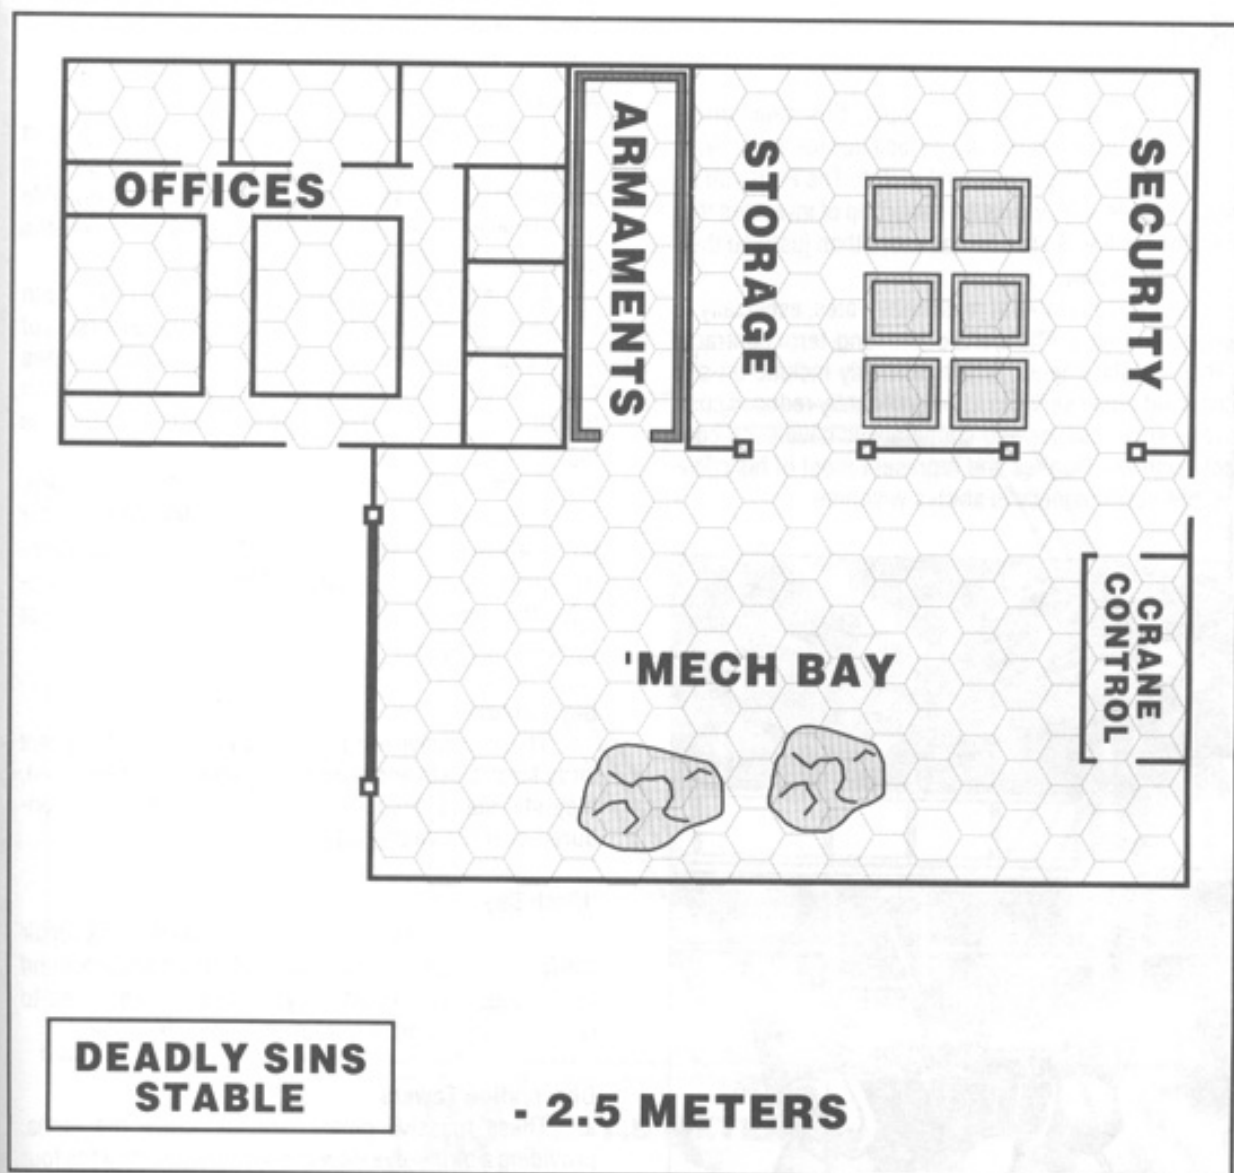 OFFICES
ARMAMENTS
STORAGE
SECURITY
CRANE
CONTROL
'MECH BAY
DEADLY SINS
STABLE
- 2.5 METERS